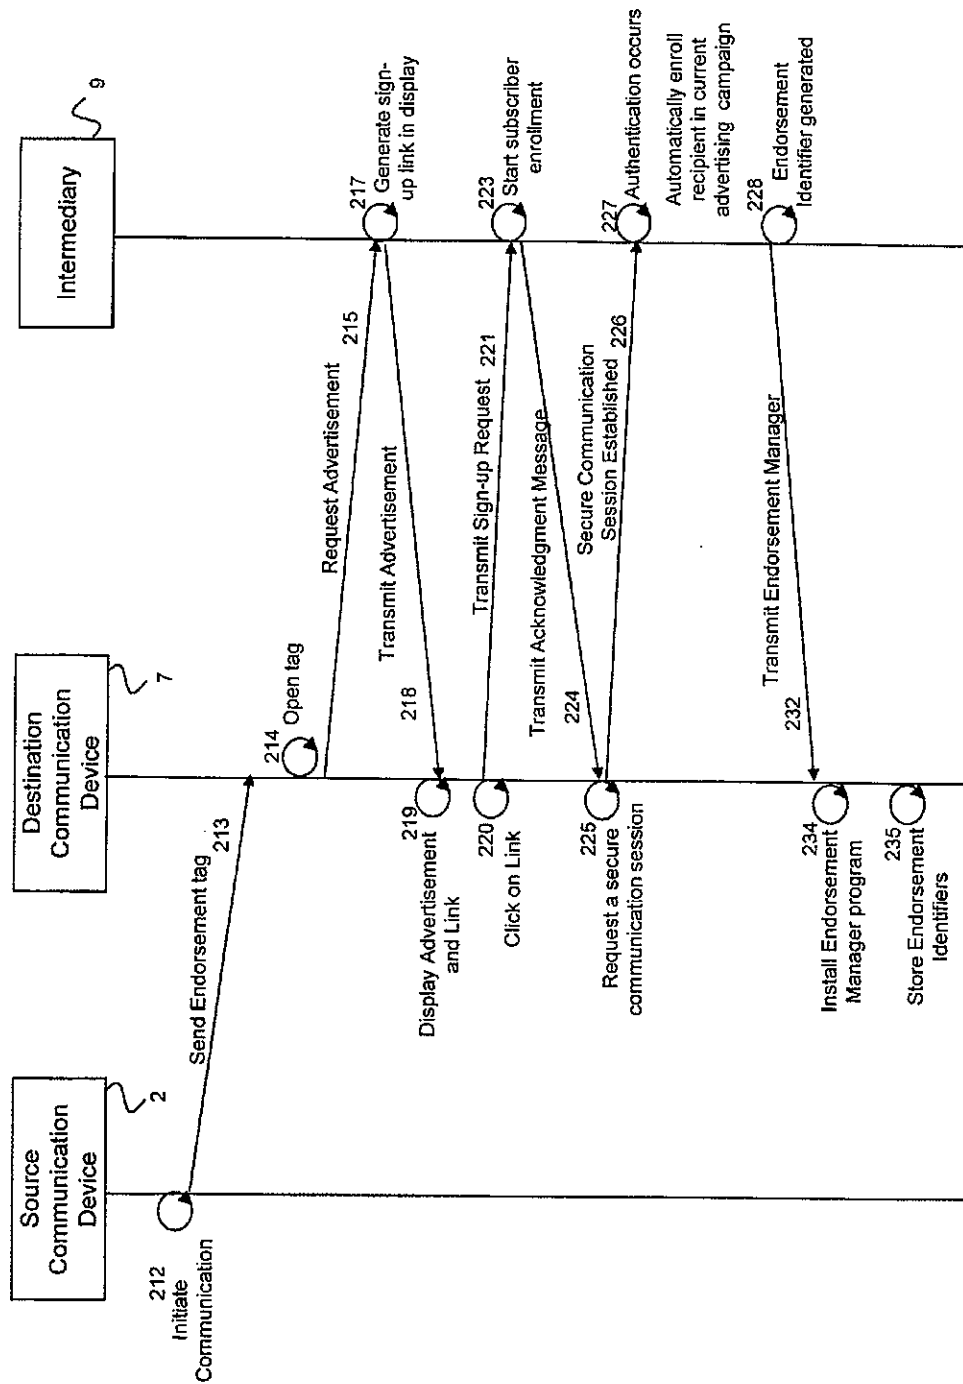 Source
Communication
Device
2
Destination
Communication
Device
7
Intermediary
9
212
Initiate
Communication
Send Endorsement tag
213
214
Open tag
Request Advertisement
215
217
Generate sign-
up link in display
Transmit Advertisement
218
219
Display Advertisement
and Link
220
Click on Link
Transmit Sign-up Request
221
223
Start subscriber
enrollment
Transmit Acknowledgment Message
224
225
Request a secure
communication session
Secure Communication
Session Established
226
227
Authentication occurs
Automatically enroll
recipient in current
advertising campaign
228
Endorsement
Identifier generated
Transmit Endorsement Manager
232
234
Install Endorsement
Manager program
235
Store Endorsement
Identifiers